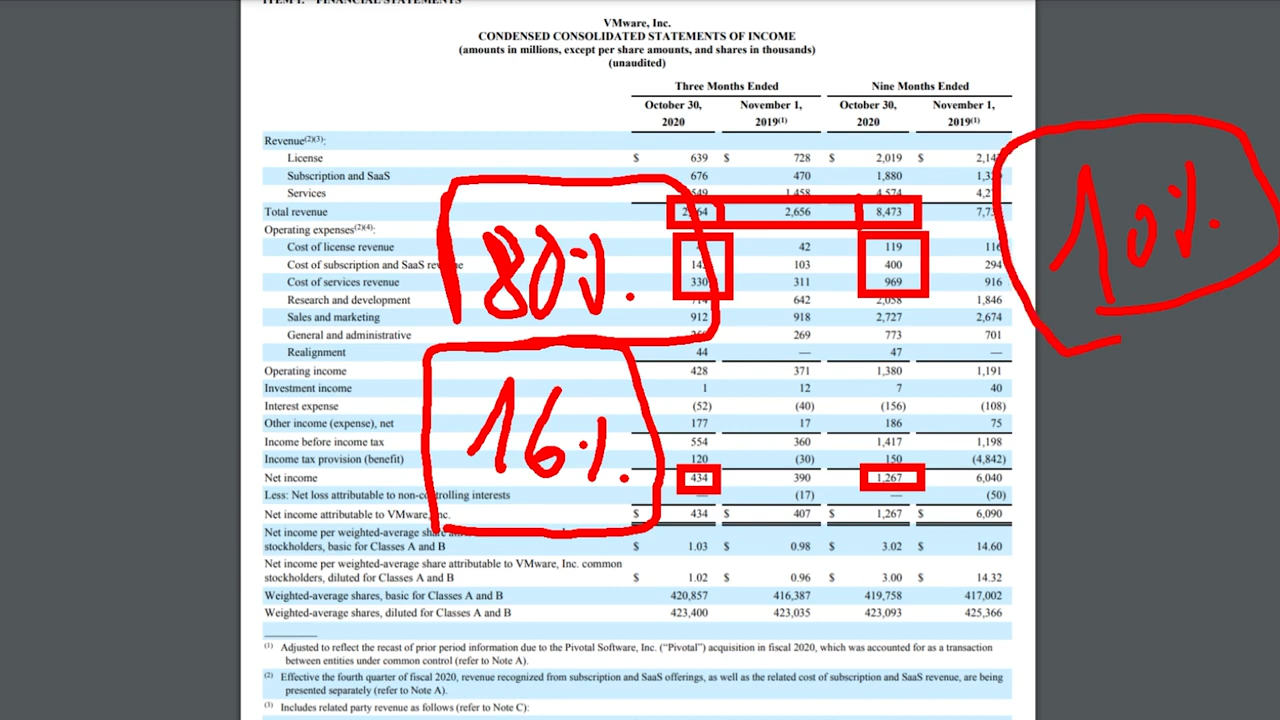 ITEM 1. FINANCIAL STATEMENTS
VMware, Inc.
CONDENSED CONSOLIDATED STATEMENTS OF INCOME
(amounts in millions, except per share amounts, and shares in thousands)
(unaudited)
Three Months Ended Nine Months Ended
October 30, November 1, October 30, November 1,
2020 2019(1) 2020 2019(1)
Revenue(2)(3):
License $ 639 $ 728 $ 2,019 $
Subscription and SaaS 676 470 1,880
Services 1,458 4,574
Total revenue 2,656 8,473
Operating expenses(2)(4):
Cost of license revenue 42 119 116
Cost of subscription and SaaS revenue 103 400 294
Cost of services revenue 330 311 969 916
Research and development 714 642 2,058 1,846
Sales and marketing 912 918 2,727 2,674
General and administrative 269 773 701
Realignment 44 — 47 —
Operating income 428 371 1,380 1,191
Investment income 1 12 7 40
Interest expense (52) (40) (156) (108)
Other income (expense), net 177 17 186 75
Income before income tax 554 360 1,417 1,198
Income tax provision (benefit) 120 (30) 150 (4,842)
Net income 434 390 1,267 6,040
Less: Net loss attributable to non-controlling interests — (17) — (50)
Net income attributable to VMware, Inc. $ 434 $ 407 $ 1,267 $ 6,090
Net income per weighted-average share
stockholders, basic for Classes A and B $ 1.03 $ 0.98 $ 3.02 $ 14.60
Net income per weighted-average share attributable to VMware, Inc. common
stockholders, diluted for Classes A and B $ 1.02 $ 0.96 $ 3.00 $ 14.32
Weighted-average shares, basic for Classes A and B 420,857 416,387 419,758 417,002
Weighted-average shares, diluted for Classes A and B 423,400 423,035 423,093 425,366
(1) Adjusted to reflect the recast of prior period information due to the Pivotal Software, Inc. ("Pivotal") acquisition in fiscal 2020, which was accounted for as a transaction
between entities under common control (refer to Note A).
(2) Effective the fourth quarter of fiscal 2020, revenue recognized from subscription and SaaS offerings, as well as the related cost of subscription and SaaS revenue, are being
presented separately (refer to Note A).
(3) Includes related party revenue as follows (refer to Note C):
80%.
16%.
10%.